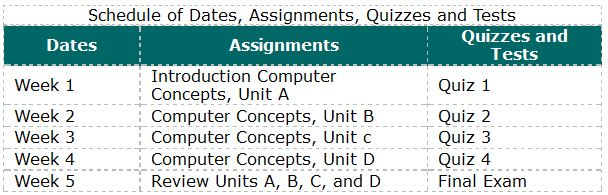 Schedule of Dates, Assignments, Quizzes and Tests
Dates Assignments Quizzes and Tests
Week 1 Introduction Computer Concepts, Unit A Quiz 1
Week 2 Computer Concepts, Unit B Quiz 2
Week 3 Computer Concepts, Unit c Quiz 3
Week 4 Computer Concepts, Unit D Quiz 4
Week 5 Review Units A, B, C, and D Final Exam